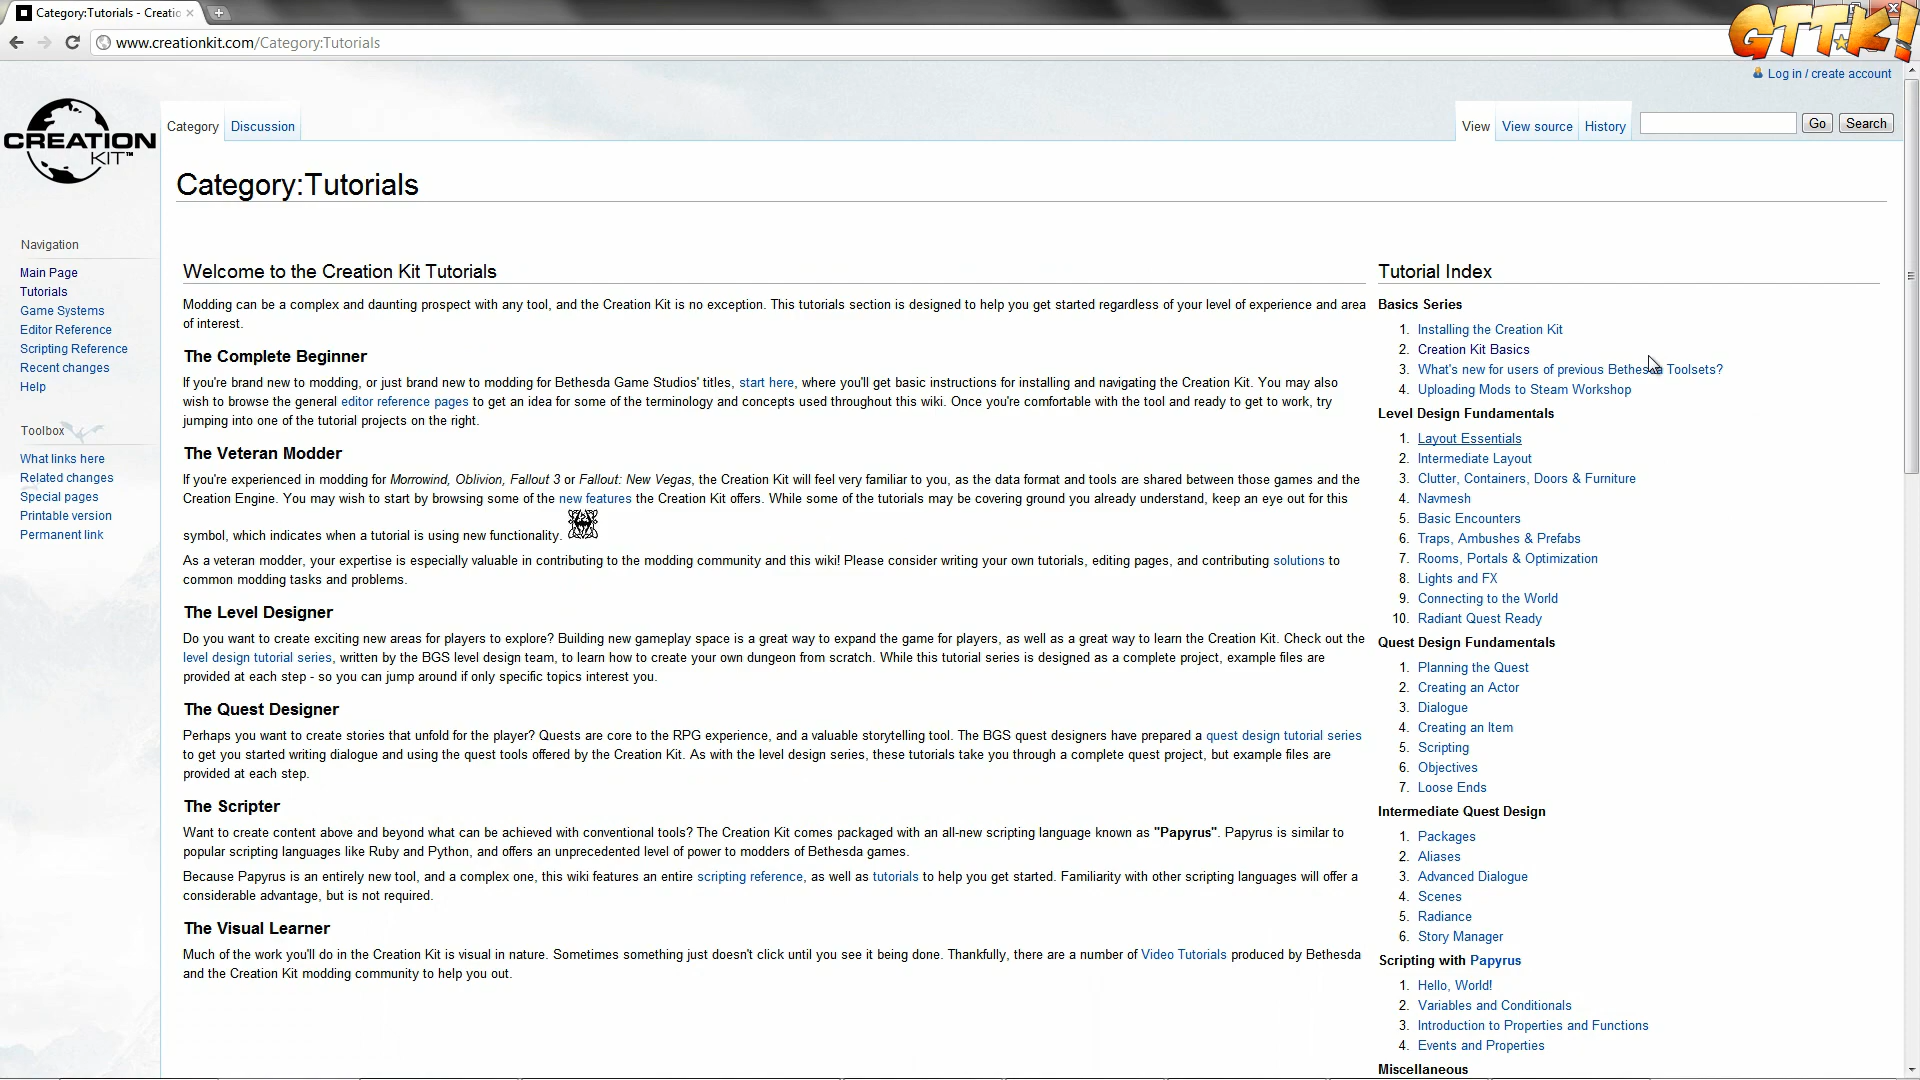 Category:Tutorials - Creatio
www.creationkit.com/Category:Tutorials
GTTK!
Log in / create account
CREATION
KIT™
Category
Discussion
View
View source
History
Go
Search
Category:Tutorials
Navigation
Main Page
Tutorials
Game Systems
Editor Reference
Scripting Reference
Recent changes
Help
Toolbox
What links here
Related changes
Special pages
Printable version
Permanent link
Welcome to the Creation Kit Tutorials
Modding can be a complex and daunting prospect with any tool, and the Creation Kit is no exception. This tutorials section is designed to help you get started regardless of your level of experience and area
of interest.
The Complete Beginner
If you're brand new to modding, or just brand new to modding for Bethesda Game Studios' titles, start here, where you'll get basic instructions for installing and navigating the Creation Kit. You may also
wish to browse the general editor reference pages to get an idea for some of the terminology and concepts used throughout this wiki. Once you're comfortable with the tool and ready to get to work, try
jumping into one of the tutorial projects on the right.
The Veteran Modder
If you're experienced in modding for Morrowind, Oblivion, Fallout 3 or Fallout: New Vegas, the Creation Kit will feel very familiar to you, as the data format and tools are shared between those games and the
Creation Engine. You may wish to start by browsing some of the new features the Creation Kit offers. While some of the tutorials may be covering ground you already understand, keep an eye out for this
symbol, which indicates when a tutorial is using new functionality.
As a veteran modder, your expertise is especially valuable in contributing to the modding community and this wiki! Please consider writing your own tutorials, editing pages, and contributing solutions to
common modding tasks and problems.
The Level Designer
Do you want to create exciting new areas for players to explore? Building new gameplay space is a great way to expand the game for players, as well as a great way to learn the Creation Kit. Check out the
level design tutorial series, written by the BGS level design team, to learn how to create your own dungeon from scratch. While this tutorial series is designed as a complete project, example files are
provided at each step - so you can jump around if only specific topics interest you.
The Quest Designer
Perhaps you want to create stories that unfold for the player? Quests are core to the RPG experience, and a valuable storytelling tool. The BGS quest designers have prepared a quest design tutorial series
to get you started writing dialogue and using the quest tools offered by the Creation Kit. As with the level design series, these tutorials take you through a complete quest project, but example files are
provided at each step.
The Scripter
Want to create content above and beyond what can be achieved with conventional tools? The Creation Kit comes packaged with an all-new scripting language known as "Papyrus". Papyrus is similar to
popular scripting languages like Ruby and Python, and offers an unprecedented level of power to modders of Bethesda games.
Because Papyrus is an entirely new tool, and a complex one, this wiki features an entire scripting reference, as well as tutorials to help you get started. Familiarity with other scripting languages will offer a
considerable advantage, but is not required.
The Visual Learner
Much of the work you'll do in the Creation Kit is visual in nature. Sometimes something just doesn't click until you see it being done. Thankfully, there are a number of Video Tutorials produced by Bethesda
and the Creation Kit modding community to help you out.
Tutorial Index
Basics Series
1. Installing the Creation Kit
2. Creation Kit Basics
3. What's new for users of previous Bethesda Toolsets?
4. Uploading Mods to Steam Workshop
Level Design Fundamentals
1. Layout Essentials
2. Intermediate Layout
3. Clutter, Containers, Doors & Furniture
4. Navmesh
5. Basic Encounters
6. Traps, Ambushes & Prefabs
7. Rooms, Portals & Optimization
8. Lights and FX
9. Connecting to the World
10. Radiant Quest Ready
Quest Design Fundamentals
1. Planning the Quest
2. Creating an Actor
3. Dialogue
4. Creating an Item
5. Scripting
6. Objectives
7. Loose Ends
Intermediate Quest Design
1. Packages
2. Aliases
3. Advanced Dialogue
4. Scenes
5. Radiance
6. Story Manager
Scripting with Papyrus
1. Hello, World!
2. Variables and Conditionals
3. Introduction to Properties and Functions
4. Events and Properties
Miscellaneous